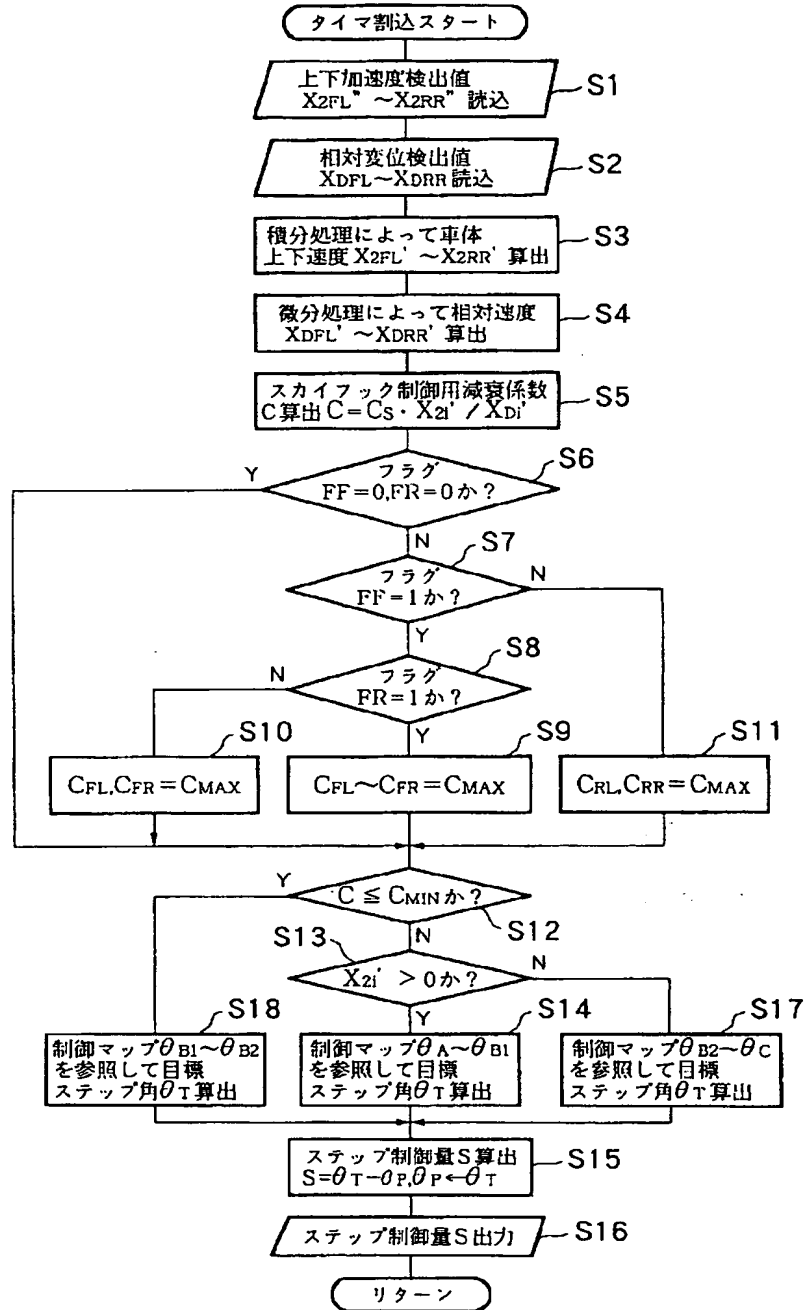 タイマ割込スタート
上下加速度検出値
X2FL" ～X2RR" 読込
S1
相対変位検出値
XDFL～XDRR 読込
S2
積分処理によって車体
上下速度 X2FL' ～X2RR' 算出
S3
微分処理によって相対速度
XDFL' ～XDRR' 算出
S4
スカイフック制御用減衰係数
C算出 C=CS・X2i' / XDi'
S5
S6
Y
フラグ
FF=0,FR=0か？
N
S7
フラグ
FF=1か？
N
Y
S8
N
フラグ
FR=1か？
Y
S10
CFL,CFR=CMAX
S9
CFL～CFR=CMAX
S11
CRL,CRR=CMAX
Y
C≦CMINか？
S12
N
S13
X2i' ＞0か？
N
Y
S18
制御マップθB1～θB2
を参照して目標
ステップ角θT算出
S14
制御マップθA～θB1
を参照して目標
ステップ角θT算出
S17
制御マップθB2～θC
を参照して目標
ステップ角θT算出
ステップ制御量S算出
S=θT−θP,θP←θT
S15
ステップ制御量S出力
S16
リターン